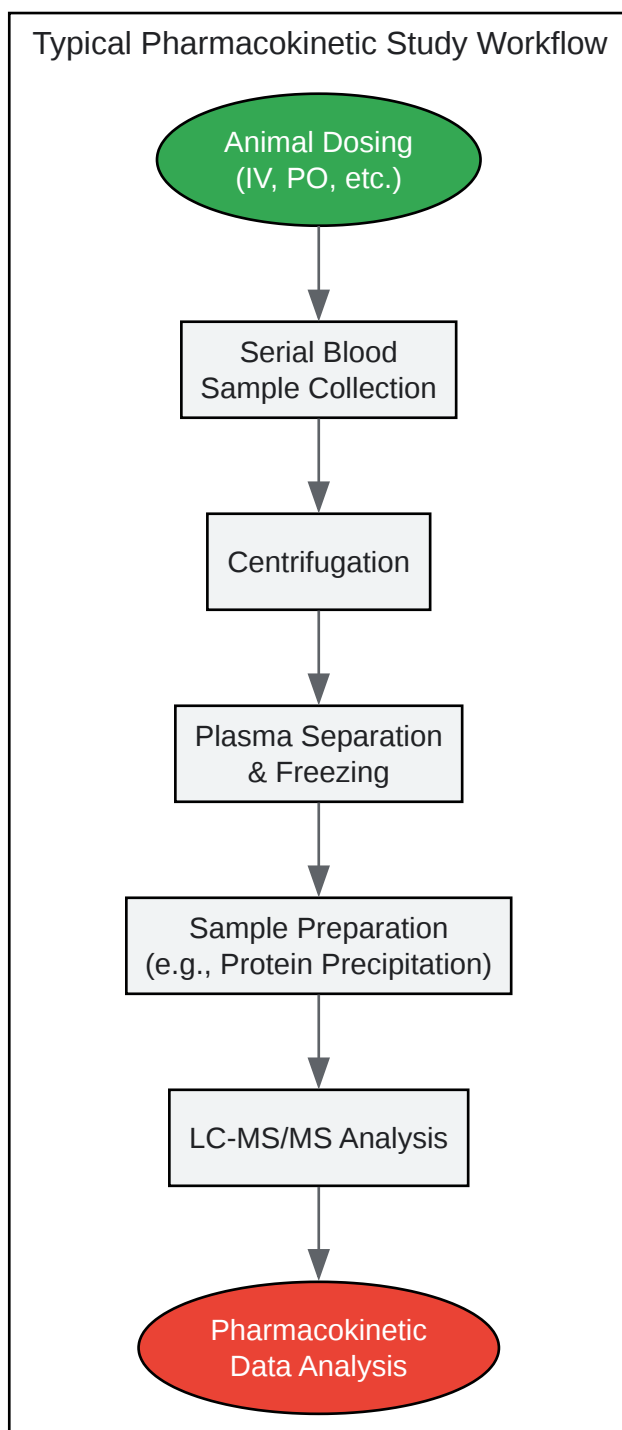 Typical Pharmacokinetic Study Workflow
Animal Dosing
(IV, PO, etc.)
Serial Blood
Sample Collection
Centrifugation
Plasma Separation
& Freezing
Sample Preparation
(e.g., Protein Precipitation)
LC-MS/MS Analysis
Pharmacokinetic
Data Analysis